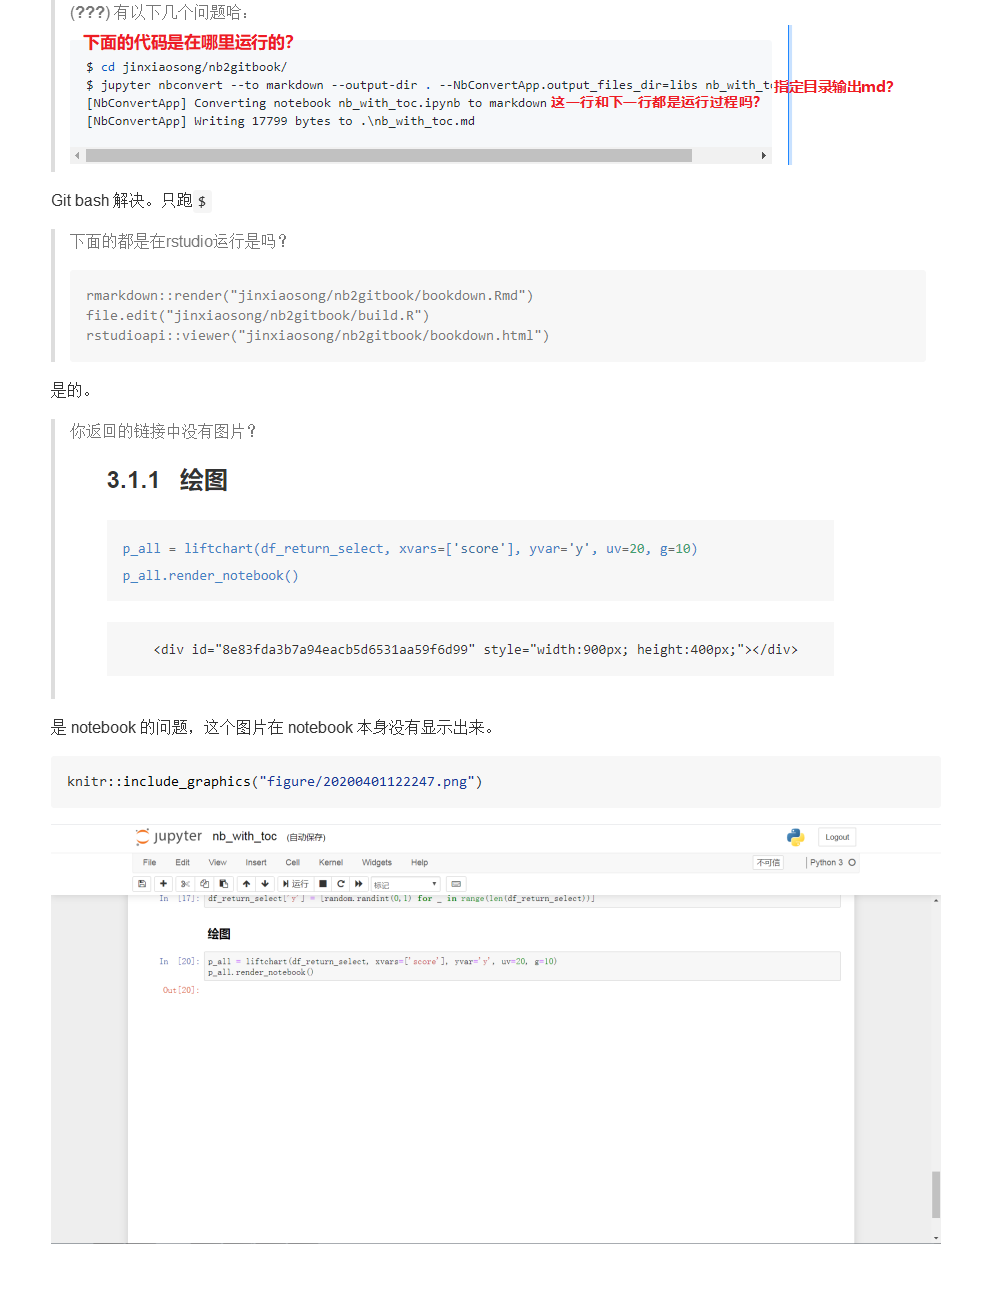 (???) 有以下几个问题哈：
下面的代码是在哪里运行的？
$ cd jinxiaosong/nb2gitbook/
$ jupyter nbconvert --to markdown --output-dir . --NbConvertApp.output_files_dir=libs nb_with_to
指定目录输出md？
[NbConvertApp] Converting notebook nb_with_toc.ipynb to markdown 这一行和下一行都是运行过程吗？
[NbConvertApp] Writing 17799 bytes to .\nb_with_toc.md
Git bash 解决。只跑 $
下面的都是在rstudio运行是吗？
rmarkdown::render("jinxiaosong/nb2gitbook/bookdown.Rmd")
file.edit("jinxiaosong/nb2gitbook/build.R")
rstudioapi::viewer("jinxiaosong/nb2gitbook/bookdown.html")
是的。
你返回的链接中没有图片？
3.1.1 绘图
p_all = liftchart(df_return_select, xvars=['score'], yvar='y', uv=20, g=10)
p_all.render_notebook()
<div id="8e83fda3b7a94eacb5d6531aa59f6d99" style="width:900px; height:400px;"></div>
是 notebook 的问题，这个图片在 notebook 本身没有显示出来。
knitr::include_graphics("figure/20200401122247.png")
jupyter nb_with_toc (自动保存) Logout
File Edit View Insert Cell Kernel Widgets Help 不可信 Python 3
运行 标记
In [17]: df_return_select['y'] = [random.randint(0,1) for _ in range(len(df_return_select))]
绘图
In [20]: p_all = liftchart(df_return_select, xvars=['score'], yvar='y', uv=20, g=10)
p_all.render_notebook()
Out[20]: